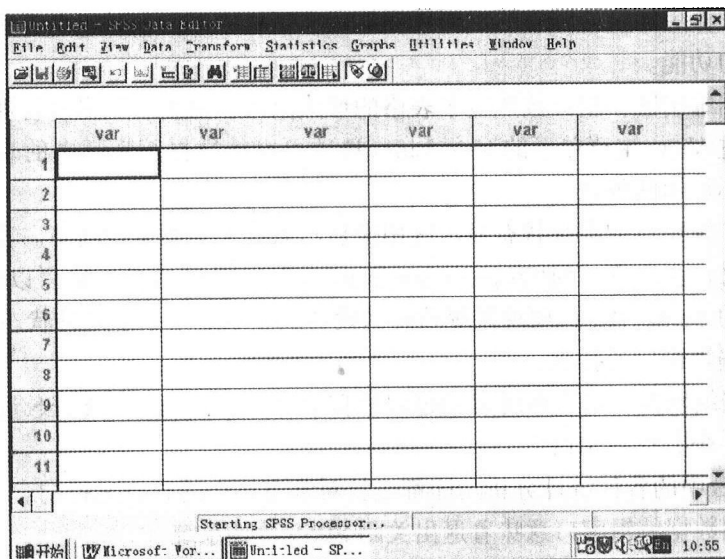 Untitled - SPSS Data Editor
File Edit View Data Transform Statistics Graphs Utilities Window Help
var var var var var var
1
2
3
4
5
6
7
8
9
10
11
Starting SPSS Processor...
开始 Microsoft Wor... Untitled - SP... En 10:55